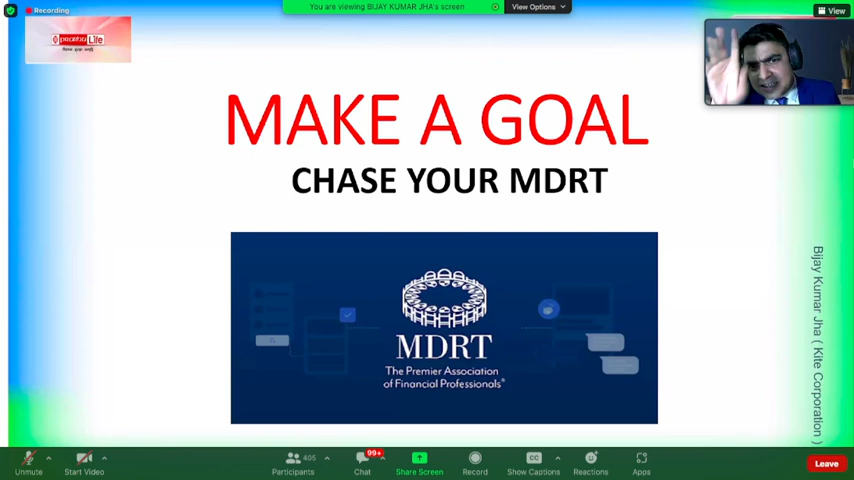 Recording
You are viewing BIJAY KUMAR JHA's screen
View Options
View
Life
MAKE A GOAL
CHASE YOUR MDRT
MDRT
The Premier Association
of Financial Professionals®
Bijay Kumar Jha ( Kite Corporation )
Unmute
Start Video
405
Participants
99+
Chat
Share Screen
Record
CC
Show Captions
Reactions
Apps
Leave